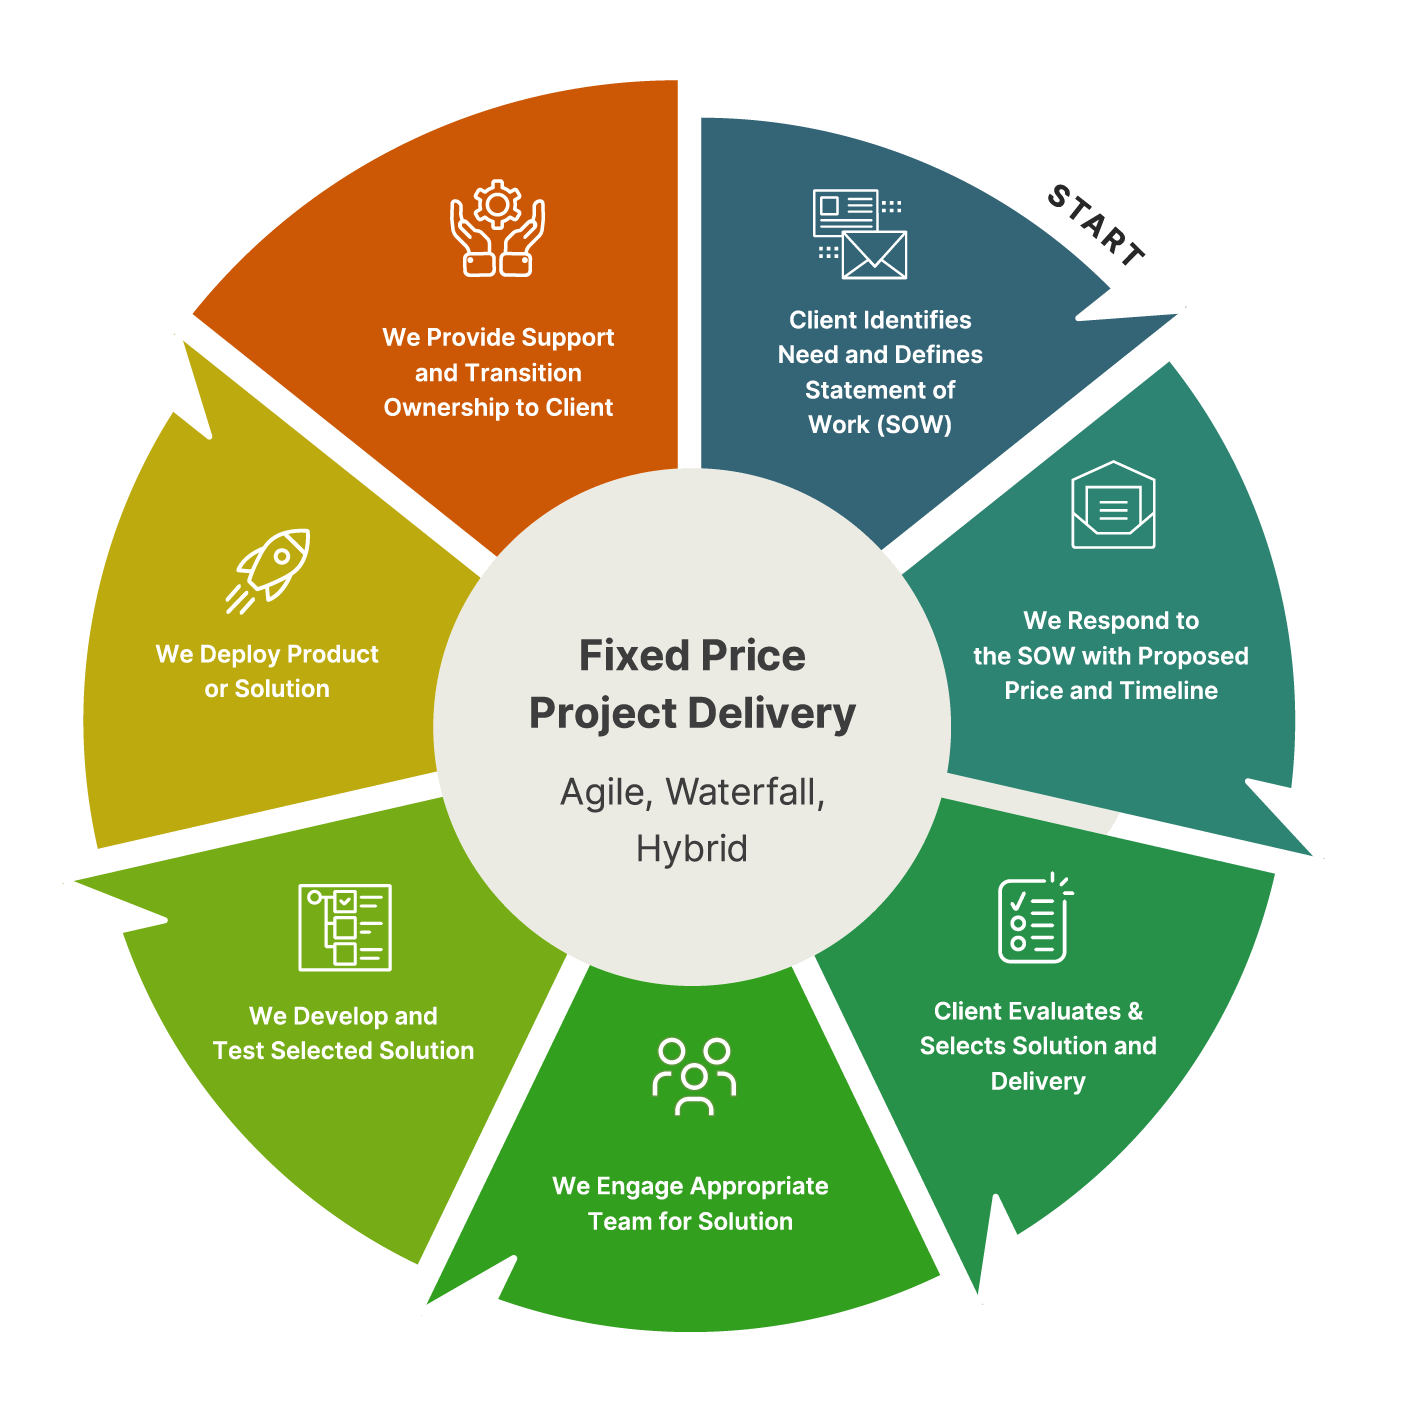 START
Client Identifies
Need and Defines
Statement of
Work (SOW)
We Respond to
the SOW with Proposed
Price and Timeline
Client Evaluates &
Selects Solution and
Delivery
We Engage Appropriate
Team for Solution
We Develop and
Test Selected Solution
We Deploy Product
or Solution
We Provide Support
and Transition
Ownership to Client
Fixed Price
Project Delivery
Agile, Waterfall,
Hybrid